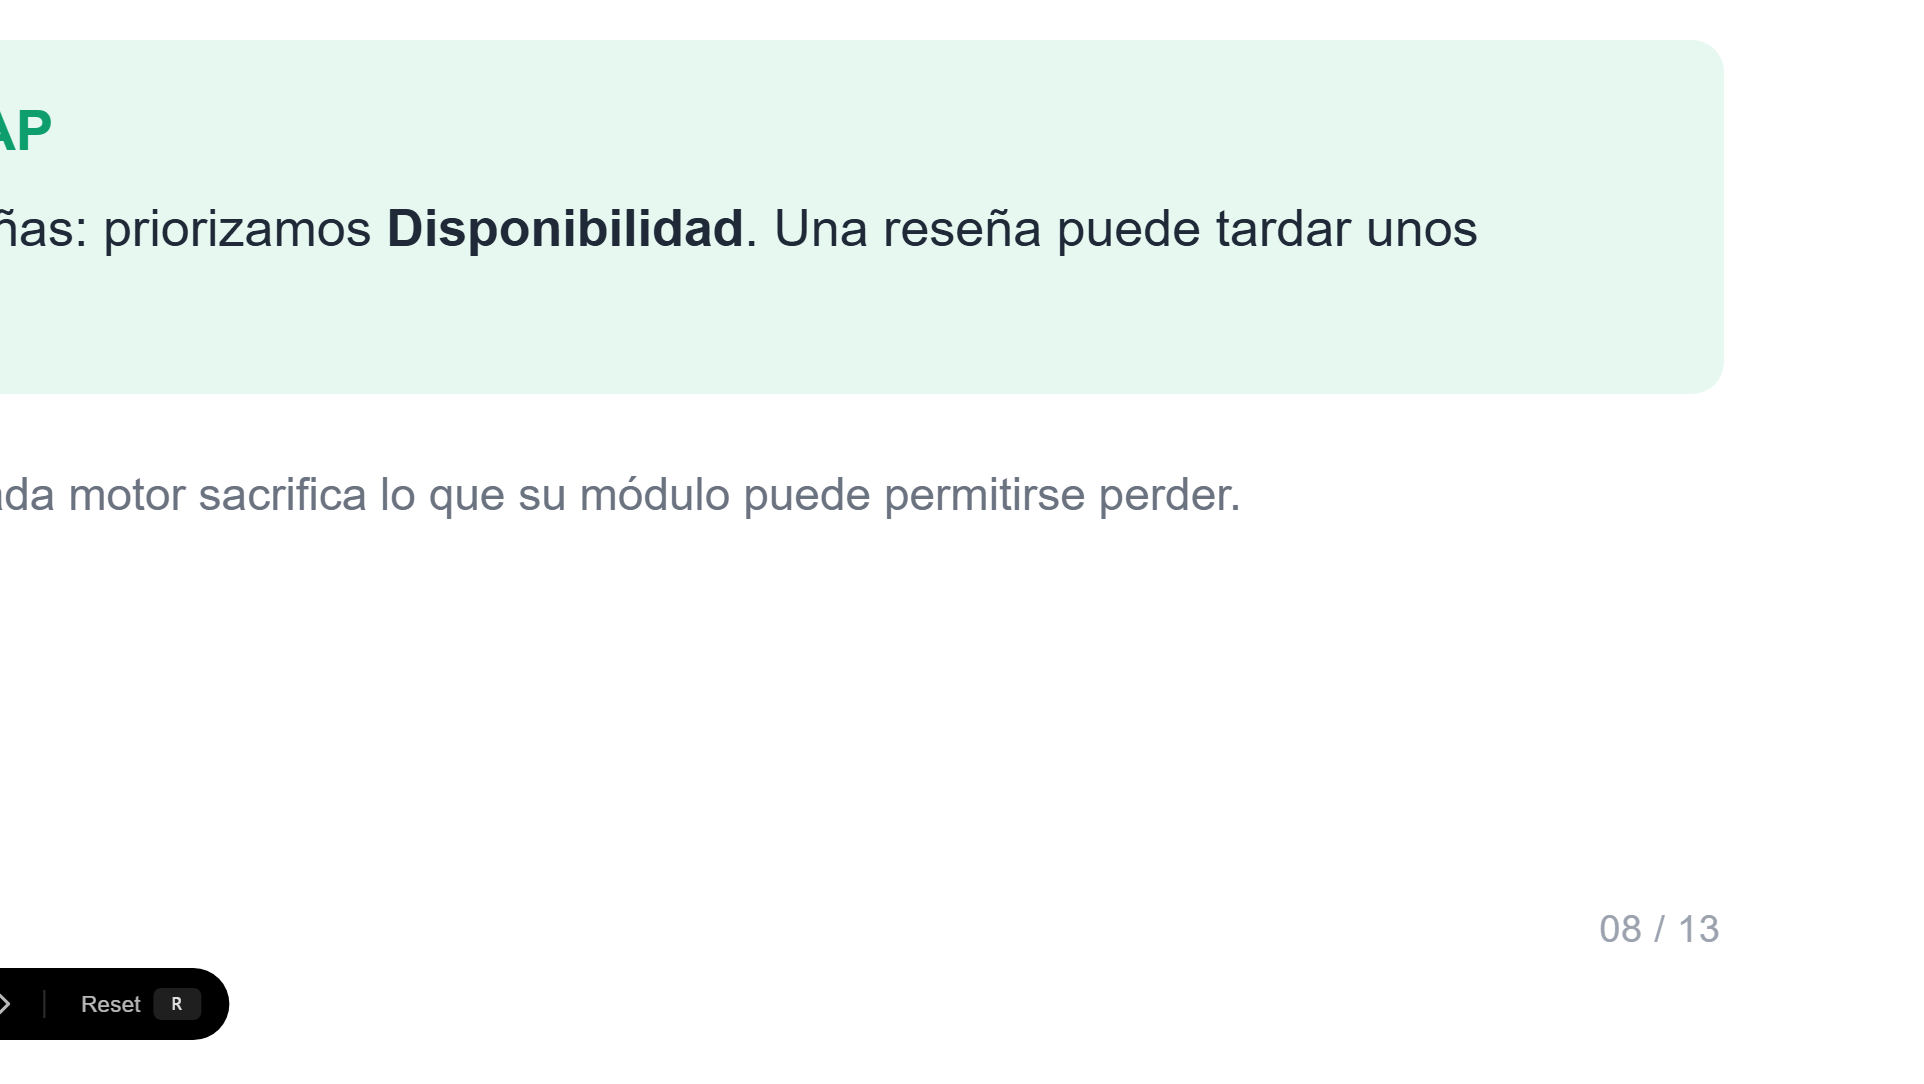 AP
ñas: priorizamos Disponibilidad. Una reseña puede tardar unos
ada motor sacrifica lo que su módulo puede permitirse perder.
08 / 13
Reset R